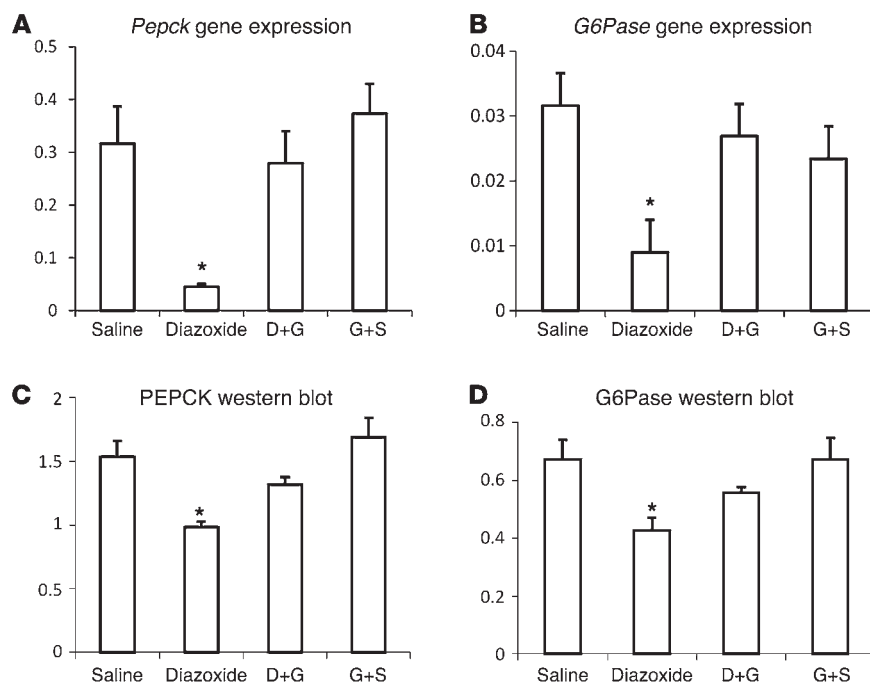 A
Pepck gene expression
0.5
0.4
0.3
0.2
0.1
0
*
Saline Diazoxide D+G G+S
B
G6Pase gene expression
0.04
0.03
0.02
0.01
0
*
Saline Diazoxide D+G G+S
C
PEPCK western blot
2
1.5
1
0.5
0
*
Saline Diazoxide D+G G+S
D
G6Pase western blot
0.8
0.6
0.4
0.2
0
*
Saline Diazoxide D+G G+S